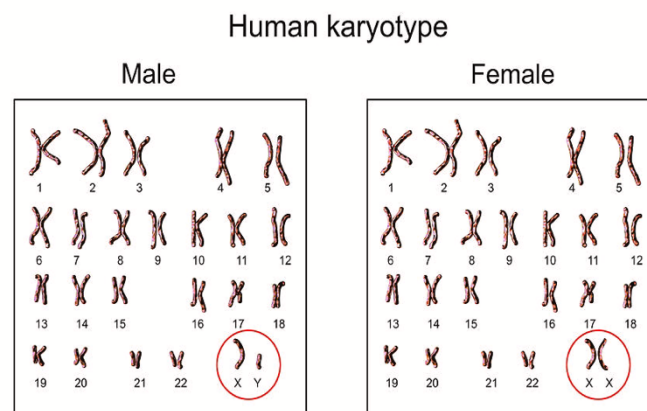 Human karyotype
Male
1 2 3 4 5
6 7 8 9 10 11 12
13 14 15 16 17 18
19 20 21 22 X Y
Female
1 2 3 4 5
6 7 8 9 10 11 12
13 14 15 16 17 18
19 20 21 22 X X